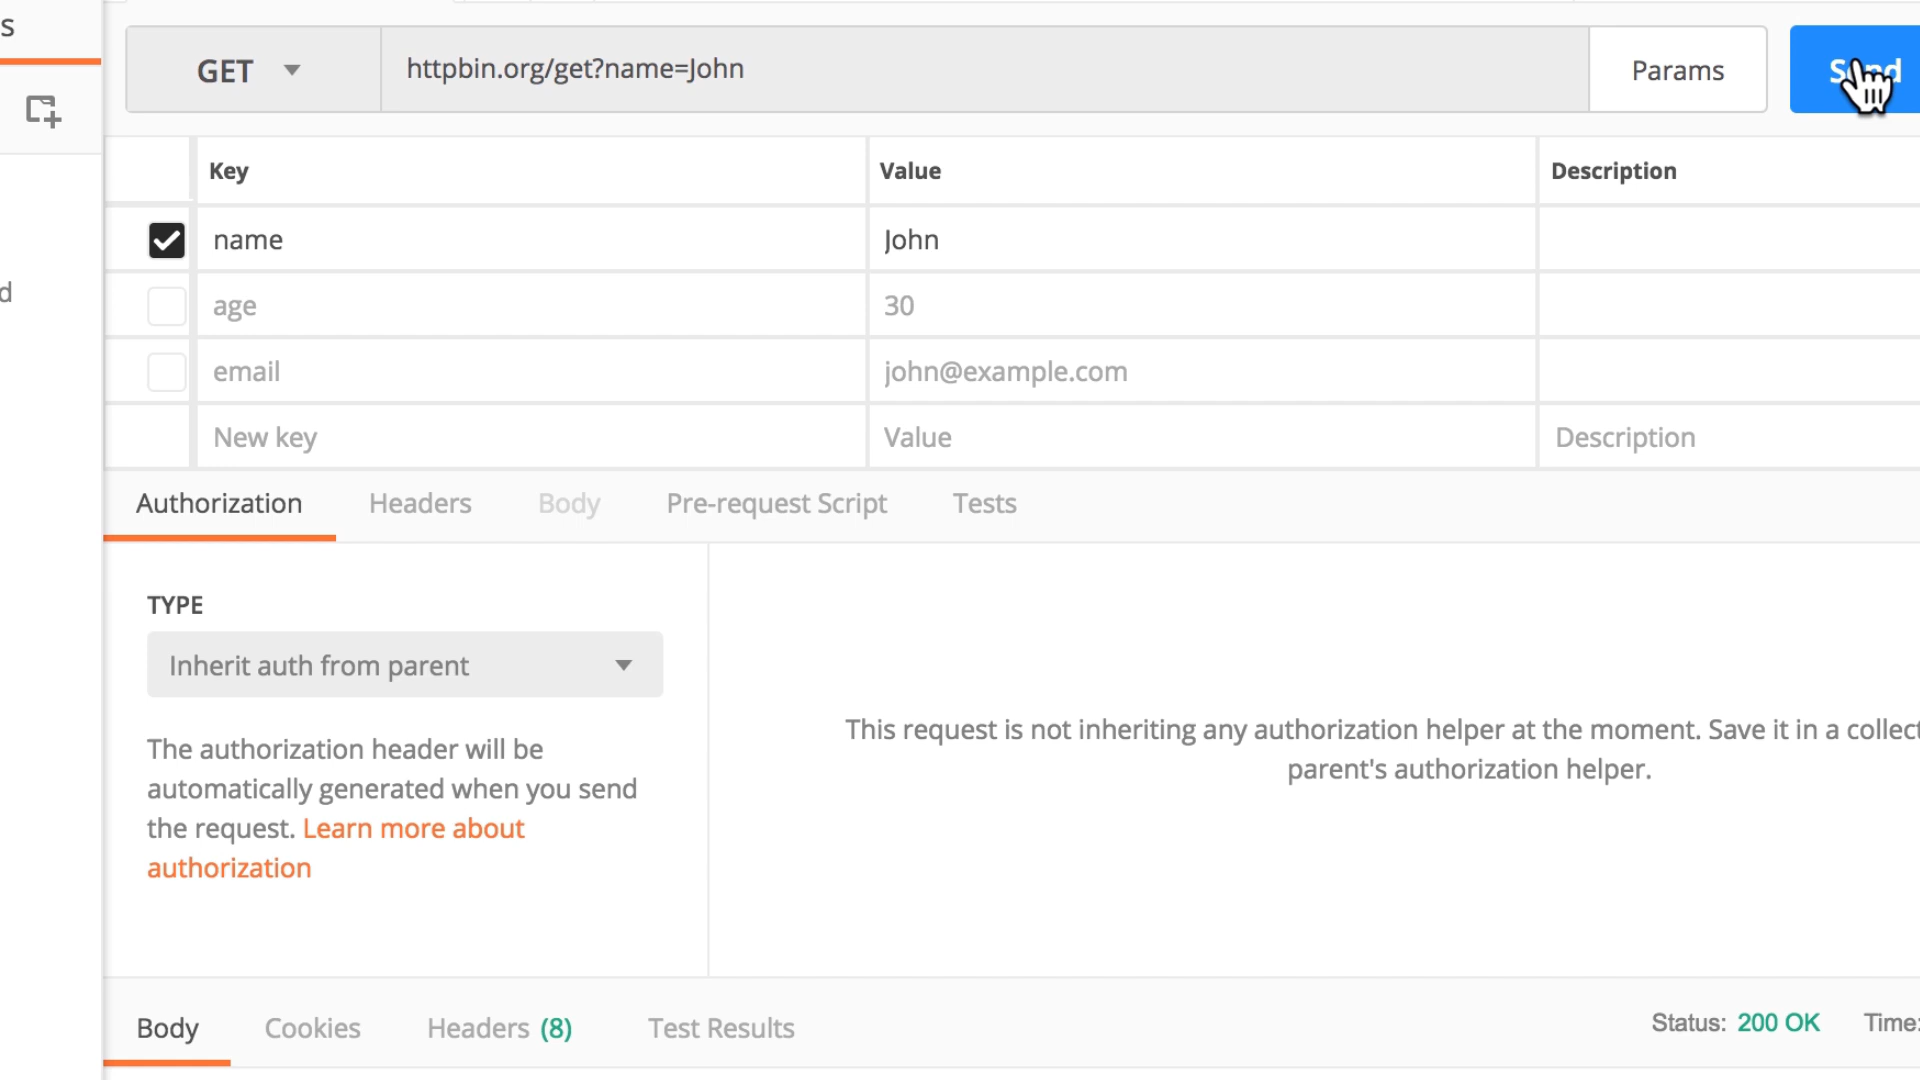 s
GET httpbin.org/get?name=John Params Send
Key Value Description
name John
age 30
email john@example.com
New key Value Description
d
Authorization Headers Body Pre-request Script Tests
TYPE
Inherit auth from parent
The authorization header will be
automatically generated when you send
the request. Learn more about
authorization
This request is not inheriting any authorization helper at the moment. Save it in a collect
parent's authorization helper.
Body Cookies Headers (8) Test Results Status: 200 OK Time: